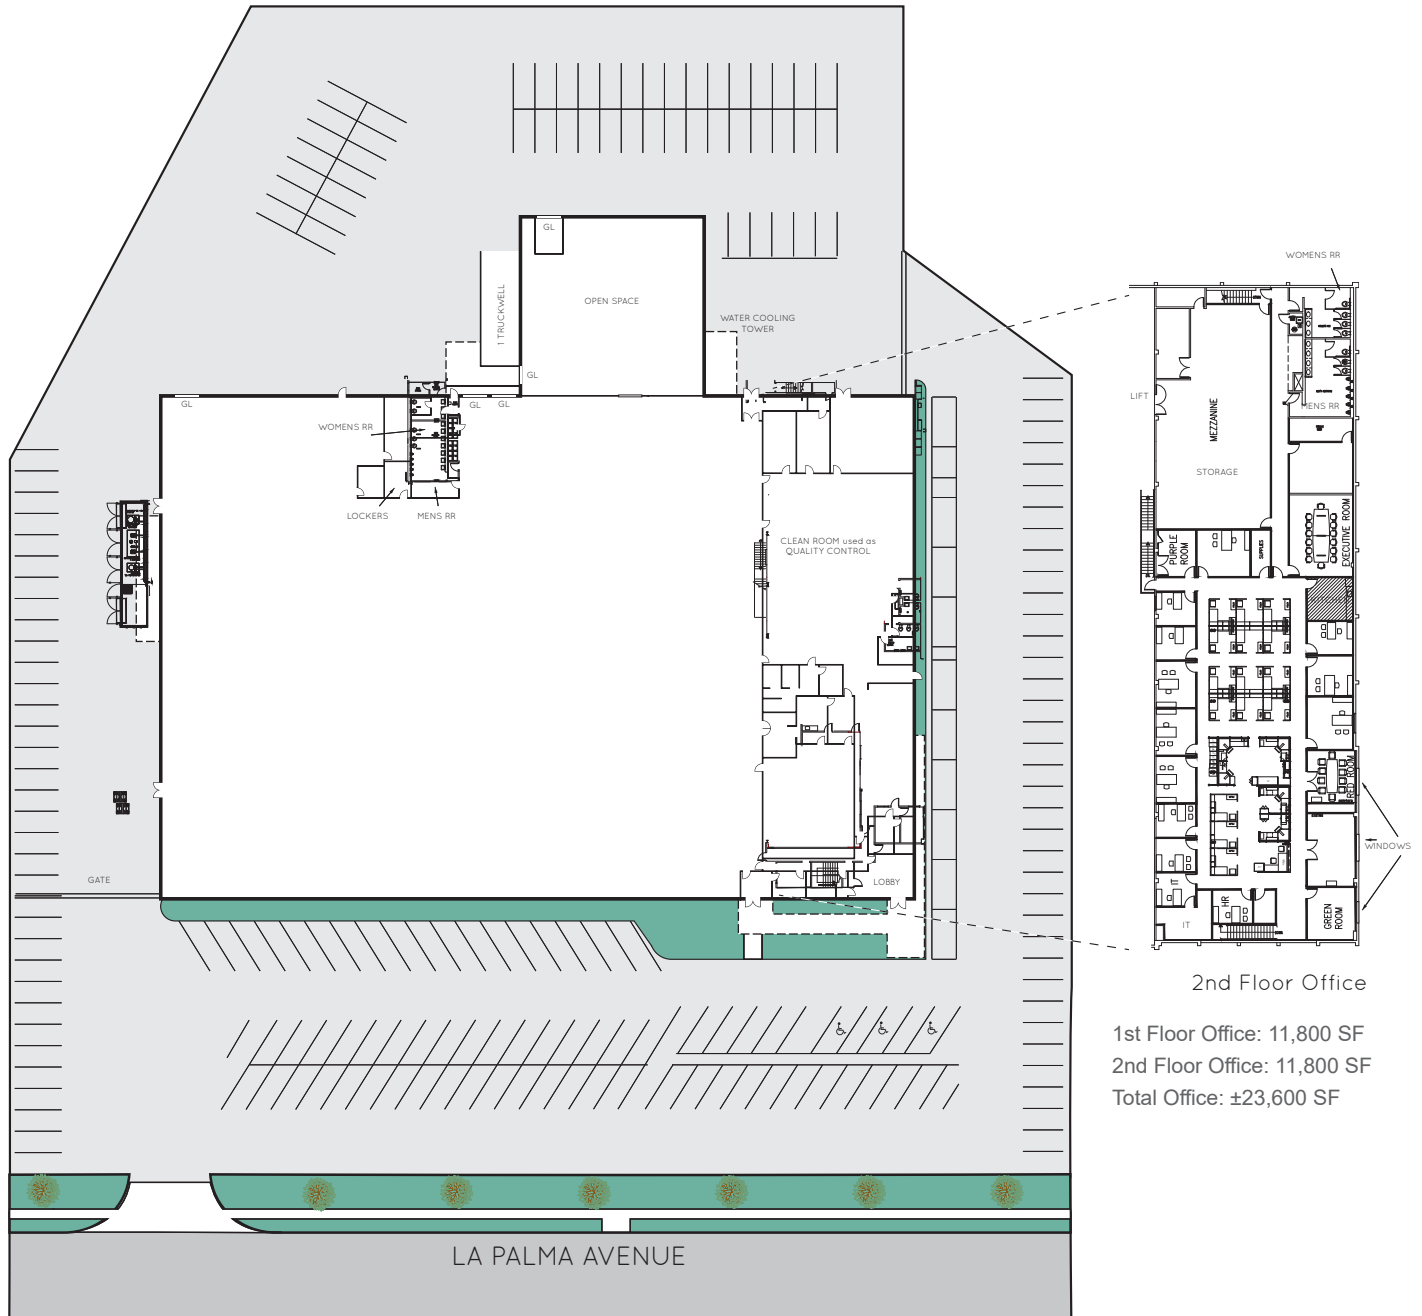 GL
OPEN SPACE
1 TRUCKWELL
WATER COOLING
TOWER
GL
GL
GL
GL
WOMENS RR
LOCKERS
MENS RR
CLEAN ROOM used as
QUALITY CONTROL
GATE
LOBBY
WOMENS RR
LIFT
MENS RR
MEZZANINE
STORAGE
EXECUTIVE ROOM
PURPLE
ROOM
SUPPLIES
RED ROOM
WINDOWS
IT
HR
GREEN
ROOM
IT
2nd Floor Office
1st Floor Office: 11,800 SF
2nd Floor Office: 11,800 SF
Total Office: ±23,600 SF
LA PALMA AVENUE